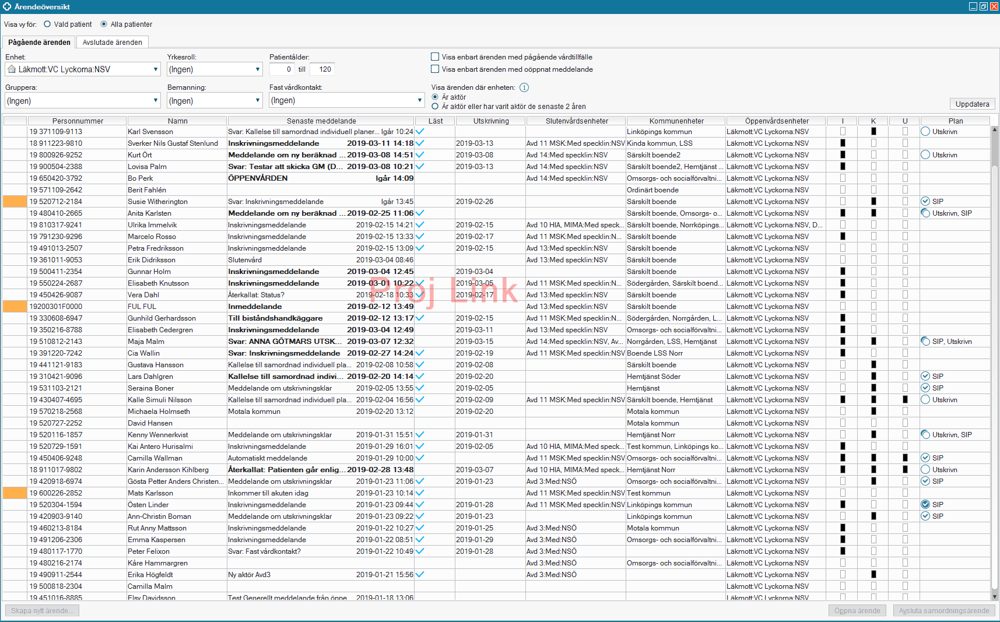 Ärendeöversikt
Visa vy för: Vald patient Alla patienter
Pågående ärenden Avslutade ärenden
Enhet: Yrkesroll: Patientålder: Visa enbart ärenden med pågående vårdtillfälle
Läkmott:VC Lyckorna:NSV (Ingen) 0 till 120 Visa enbart ärenden med oöppnat meddelande
Gruppera: Bemanning: Fast vårdkontakt: Visa ärenden där enheten: i
(Ingen) (Ingen) (Ingen) Är aktör
Är aktör eller har varit aktör de senaste 2 åren
Uppdatera
Personnummer Namn Senaste meddelande Läst Utskrivning Slutenvårdsenheter Kommunenheter Öppenvårdsenheter I K U Plan
19 371109-9113 Karl Svensson Svar: Kallelse till samordnad individuell planer... Igår 10:24 Linköpings kommun Läkmott:VC Lyckorna:NSV Utskrivn
18 911223-9810 Sverker Nils Gustaf Stenlund Inskrivningsmeddelande 2019-03-11 14:18 2019-03-13 Avd 11 MSK:Med specklin:NSV Kinda kommun, LSS Läkmott:VC Lyckorna:NSV
19 800926-9252 Kurt Ört Meddelande om ny beräknad ... 2019-03-08 14:51 2019-03-08 Avd 14:Med specklin:NSV Särskilt boende2 Läkmott:VC Lyckorna:NSV Utskrivn
19 900504-2388 Lovisa Palm Svar: Testar att skicka GM (D... 2019-03-08 10:21 2019-03-13 Avd 14:Med specklin:NSV Särskilt boende2, Hemtjänst ... Läkmott:VC Lyckorna:NSV
19 650420-3792 Bo Perk ÖPPENVÅRDEN Igår 14:09 Avd 14:Med specklin:NSV Omsorgs- och socialförvaltni... Läkmott:VC Lyckorna:NSV
19 571109-2642 Berit Fahlén Ordinärt boende Läkmott:VC Lyckorna:NSV
19 520712-2184 Susie Witherington Svar: Inskrivningsmeddelande Igår 13:45 2019-02-26 Särskilt boende Läkmott:VC Lyckorna:NSV SIP
19 480410-2665 Anita Karlsten Meddelande om ny beräknad ... 2019-02-25 11:06 Särskilt boende, Omsorgs- o... Läkmott:VC Lyckorna:NSV Utskrivn, SIP
19 810317-9241 Ulrika Immelvik Inskrivningsmeddelande 2019-02-15 14:21 2019-02-15 Avd 10 HIA, MIMA:Med speck... Särskilt boende, Norrköpings... Läkmott:VC Lyckorna:NSV, D...
19 791230-9296 Marcelo Rosso Inskrivningsmeddelande 2019-02-15 13:33 2019-02-17 Avd 11 MSK:Med specklin:N... Särskilt boende Läkmott:VC Lyckorna:NSV
19 491013-2507 Petra Fredriksson Inskrivningsmeddelande 2019-02-15 13:09 2019-02-15 Avd 13:Med specklin:NSV Särskilt boende Läkmott:VC Lyckorna:NSV
19 361011-9053 Erik Didriksson Slutenvård 2019-03-04 08:46 Avd 13:Med specklin:NSV Särskilt boende Läkmott:VC Lyckorna:NSV
19 500411-2354 Gunnar Holm Inskrivningsmeddelande 2019-03-04 12:45 2019-03-04 Särskilt boende Läkmott:VC Lyckorna:NSV
19 550224-2687 Elisabeth Knutsson Inskrivningsmeddelande 2019-03-01 10:22 2019-03-05 Avd 11 MSK:Med specklin:N... Södergården, Särskilt boend... Läkmott:VC Lyckorna:NSV
Proj Link
19 450426-9087 Vera Dahl Återkallat: Status? 2019-02-18 10:33 2019-02-17 Avd 13:Med specklin:NSV Särskilt boende Läkmott:VC Lyckorna:NSV
19200301F0000 FUL FUL Inmeddelande 2019-02-12 13:49 Avd 13:Med specklin:NSV Särskilt boende Läkmott:VC Lyckorna:NSV
19 330608-6947 Gunhild Gerhardsson Till biståndshandkäggare 2019-02-12 13:17 2019-02-15 Avd 11 MSK:Med specklin:N... Södergården, Norrgården, L... Läkmott:VC Lyckorna:NSV
19 350216-8788 Elisabeth Cedergren Inskrivningsmeddelande 2019-03-04 12:49 2019-03-11 Avd 13:Med specklin:NSV Omsorgs- och socialförvaltni... Läkmott:VC Lyckorna:NSV
19 510812-2143 Maja Malm Svar: ANNA GÖTMARS UTSK... 2019-03-07 12:32 2019-03-15 Avd 14:Med specklin:NSV, Av... Norrgården, LSS, Hemtjänst Läkmott:VC Lyckorna:NSV SIP, Utskrivn
19 391220-7242 Cia Wallin Svar: Inskrivningsmeddelande 2019-02-27 14:24 2019-02-19 Avd 11 MSK:Med specklin:NSV Boende LSS Norr Läkmott:VC Lyckorna:NSV
19 441121-9183 Gustava Hansson Kallelse till samordnad individuell pla... 2019-02-08 10:58 2019-02-08 Särskilt boende Läkmott:VC Lyckorna:NSV
19 310421-9096 Lars Dahlgren Kallelse till samordnad indivi... 2019-02-20 14:14 2019-02-20 Hemtjänst Söder Läkmott:VC Lyckorna:NSV SIP
19 531103-2121 Seraina Boner Meddelande om utskrivningsklar 2019-02-05 13:55 2019-02-05 Hemtjänst Läkmott:VC Lyckorna:NSV SIP
19 430407-4695 Kalle Simuli Nilsson Kallelse till samordnad individuell pla... 2019-02-04 16:56 2019-02-09 Avd 11 MSK:Med specklin:NSV Särskilt boende, Hemtjänst Läkmott:VC Lyckorna:NSV Utskrivn
19 570218-2568 Michaela Holmseth Motala kommun 2019-02-20 13:12 2019-02-20 Motala kommun Läkmott:VC Lyckorna:NSV
19 520727-2252 David Hansen Motala kommun Läkmott:VC Lyckorna:NSV
19 520116-1857 Kenny Wennerkvist Meddelande om utskrivningsklar 2019-01-31 15:51 2019-01-31 Hemtjänst Norr Läkmott:VC Lyckorna:NSV Utskrivn, SIP
19 520729-1591 Kai Antero Hurisalmi Inskrivningsmeddelande 2019-01-29 16:01 2019-02-05 Avd 10 HIA, MIMA:Med speck... Test kommun, Linköpings ko... Läkmott:VC Lyckorna:NSV
19 450406-9248 Camilla Wallman Automatiskt meddelande 2019-01-29 10:00 Avd 11 MSK:Med specklin:NSV Omsorgs- och socialförvaltni... Läkmott:VC Lyckorna:NSV SIP
18 911017-9802 Karin Andersson Kihlberg Återkallat: Patienten går enlig... 2019-02-28 13:48 2019-03-07 Avd 10 HIA, MIMA:Med speck... Hemtjänst Norr Läkmott:VC Lyckorna:NSV Utskrivn
19 420918-6974 Gösta Petter Anders Christen... Meddelande om utskrivningsklar 2019-01-23 11:06 2019-01-23 Avd 3:Med:NSÖ Omsorgs- och socialförvaltni... Läkmott:VC Lyckorna:NSV SIP
19 600226-2852 Mats Karlsson Inkommer till akuten idag 2019-01-23 10:14 Avd 11 MSK:Med specklin:NSV Test kommun Läkmott:VC Lyckorna:NSV
19 520304-1594 Östen Linder Inskrivningsmeddelande 2019-01-23 09:44 2019-01-28 Avd 11 MSK:Med specklin:NSV Linköpings kommun Läkmott:VC Lyckorna:NSV SIP
19 420903-9140 Ann-Christin Boman Meddelande om utskrivningsklar 2019-01-23 09:22 2019-01-23 Linköpings kommun Läkmott:VC Lyckorna:NSV SIP
19 460213-8184 Rut Anny Mattsson Inskrivningsmeddelande 2019-01-22 10:27 2019-01-25 Avd 3:Med:NSÖ Motala kommun Läkmott:VC Lyckorna:NSV
19 491206-2306 Emma Kaspersen Inskrivningsmeddelande 2019-01-22 08:51 2019-01-29 Avd 3:Med:NSÖ Omsorgs- och socialförvaltni... Läkmott:VC Lyckorna:NSV
19 480117-1770 Peter Felixon Svar: Fast vårdkontakt? 2019-01-22 10:49 2019-01-28 Avd 3:Med:NSÖ Läkmott:VC Lyckorna:NSV
19 480216-2174 Kåre Hammargren Avd 3:Med:NSÖ Omsorgs- och socialförvaltni... Läkmott:VC Lyckorna:NSV
19 490911-2544 Erika Högfeldt Ny aktör Avd3 2019-01-21 15:56 Avd 3:Med:NSÖ Läkmott:VC Lyckorna:NSV
19 500818-2304 Camilla Malm Läkmott:VC Lyckorna:NSV
19 451016-8885 Elsy Davidsson Test Generellt meddelande från öppe... 2019-01-18 13:06 Läkmott:VC Lyckorna:NSV
Skapa nytt ärende... Öppna ärende Avsluta samordningsärende